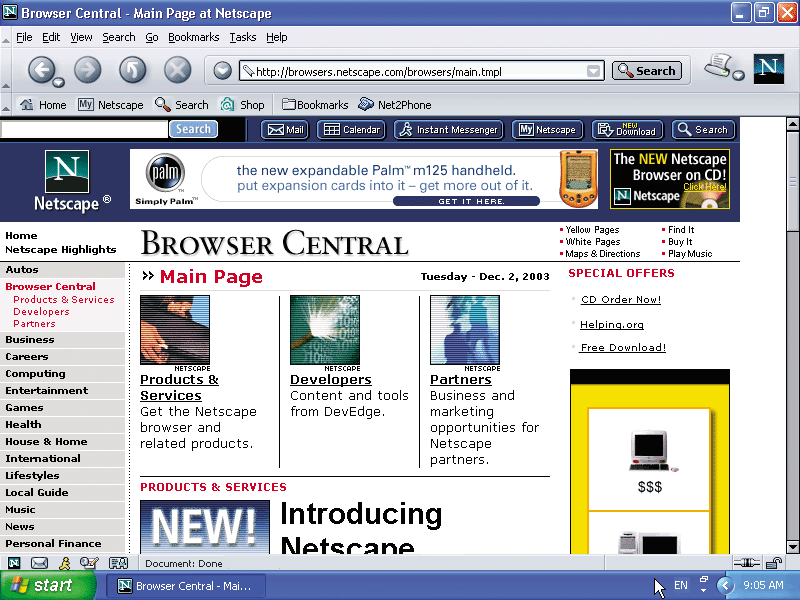 Browser Central - Main Page at Netscape
File Edit View Search Go Bookmarks Tasks Help
http://browsers.netscape.com/browsers/main.tmpl Search N
Home My Netscape Search Shop Bookmarks Net2Phone
Search Mail Calendar Instant Messenger My Netscape NEW Download Search
N
Netscape ®
palm
Simply Palm™
the new expandable Palm™ m125 handheld.
put expansion cards into it – get more out of it.
GET IT HERE.
The NEW Netscape
Browser on CD!
Click Here!
N Netscape
Home
Netscape Highlights
BROWSER CENTRAL
Yellow Pages
White Pages
Maps & Directions
Find It
Buy It
Play Music
Autos
Browser Central
Products & Services
Developers
Partners
Business
Careers
Computing
Entertainment
Games
Health
House & Home
International
Lifestyles
Local Guide
Music
News
Personal Finance
›› Main Page
Tuesday - Dec. 2, 2003
NETSCAPE
Products &
Services
Get the Netscape
browser and
related products.
NETSCAPE
Developers
Content and tools
from DevEdge.
NETSCAPE
Partners
Business and
marketing
opportunities for
Netscape
partners.
PRODUCTS & SERVICES
NEW!
Introducing
Netscape
SPECIAL OFFERS
CD Order Now!
Helping.org
Free Download!
$$$
Document: Done
start
Browser Central - Mai...
EN
9:05 AM